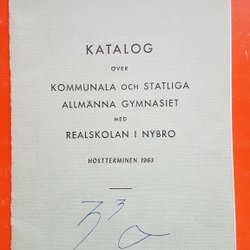 KATALOG
ÖVER
KOMMUNALA OCH STATLIGA
ALLMÄNNA GYMNASIET
MED
REALSKOLAN I NYBRO
HÖSTTERMINEN 1963